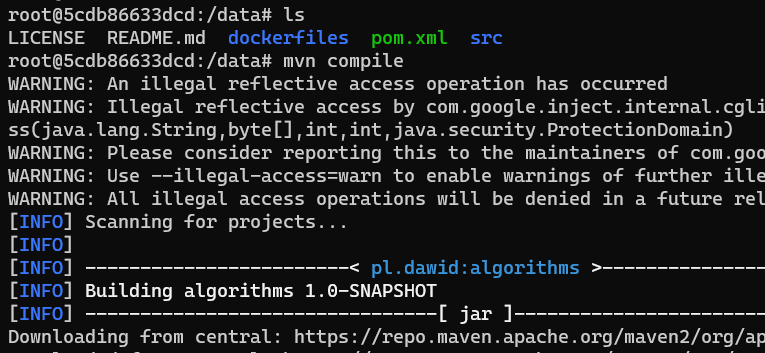 root@5cdb86633dcd:/data# ls
LICENSE README.md dockerfiles pom.xml src
root@5cdb86633dcd:/data# mvn compile
WARNING: An illegal reflective access operation has occurred
WARNING: Illegal reflective access by com.google.inject.internal.cgli
ss(java.lang.String,byte[],int,int,java.security.ProtectionDomain)
WARNING: Please consider reporting this to the maintainers of com.goo
WARNING: Use --illegal-access=warn to enable warnings of further ille
WARNING: All illegal access operations will be denied in a future rel
[INFO] Scanning for projects...
[INFO]
[INFO] ------------------------< pl.dawid:algorithms >---------------
[INFO] Building algorithms 1.0-SNAPSHOT
[INFO] --------------------------------[ jar ]-----------------------
Downloading from central: https://repo.maven.apache.org/maven2/org/ap